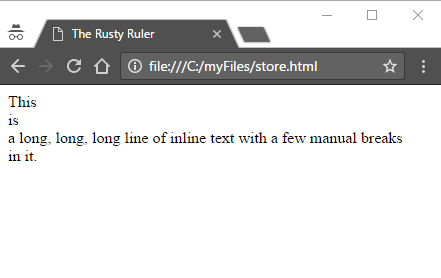 The Rusty Ruler
file:///C:/myFiles/store.html
This
is
a long, long, long line of inline text with a few manual breaks
in it.